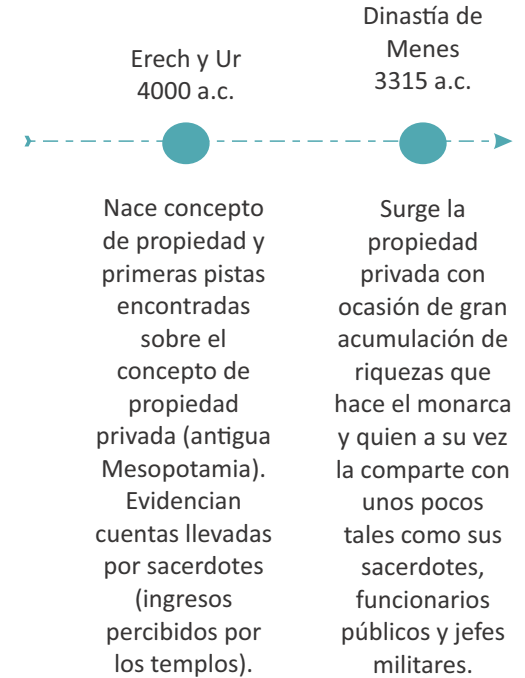 Erech y Ur
4000 a.c.
Nace concepto
de propiedad y
primeras pistas
encontradas
sobre el
concepto de
propiedad
privada (antigua
Mesopotamia).
Evidencian
cuentas llevadas
por sacerdotes
(ingresos
percibidos por
los templos).
Dinastía de
Menes
3315 a.c.
Surge la
propiedad
privada con
ocasión de gran
acumulación de
riquezas que
hace el monarca
y quien a su vez
la comparte con
unos pocos
tales como sus
sacerdotes,
funcionarios
públicos y jefes
militares.